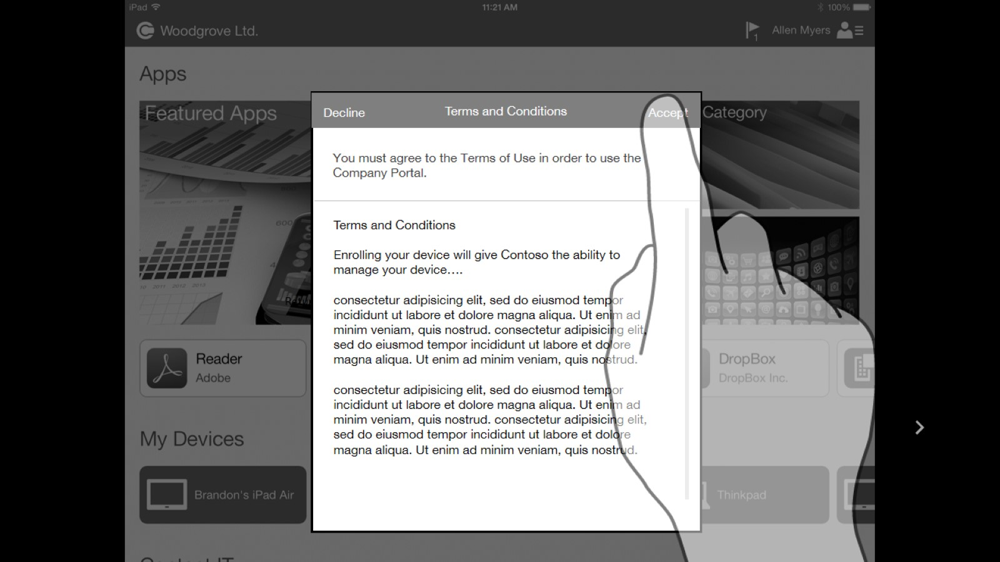 iPad 11:21 AM 100%
Woodgrove Ltd. 1 Allen Myers
Apps
Featured Apps
Category
Decline Terms and Conditions Accept
You must agree to the Terms of Use in order to use the
Company Portal.
Terms and Conditions
Enrolling your device will give Contoso the ability to
manage your device….
consectetur adipisicing elit, sed do eiusmod tempor
incididunt ut labore et dolore magna aliqua. Ut enim ad
minim veniam, quis nostrud. consectetur adipisicing elit,
sed do eiusmod tempor incididunt ut labore et dolore
magna aliqua. Ut enim ad minim veniam, quis nostrud.
consectetur adipisicing elit, sed do eiusmod tempor
incididunt ut labore et dolore magna aliqua. Ut enim ad
minim veniam, quis nostrud. consectetur adipisicing elit,
sed do eiusmod tempor incididunt ut labore et dolore
magna aliqua. Ut enim ad minim veniam, quis nostrud.
600
2011 2012 2013
Reader
Adobe
DropBox
DropBox Inc.
My Devices
Brandon's iPad Air
Thinkpad